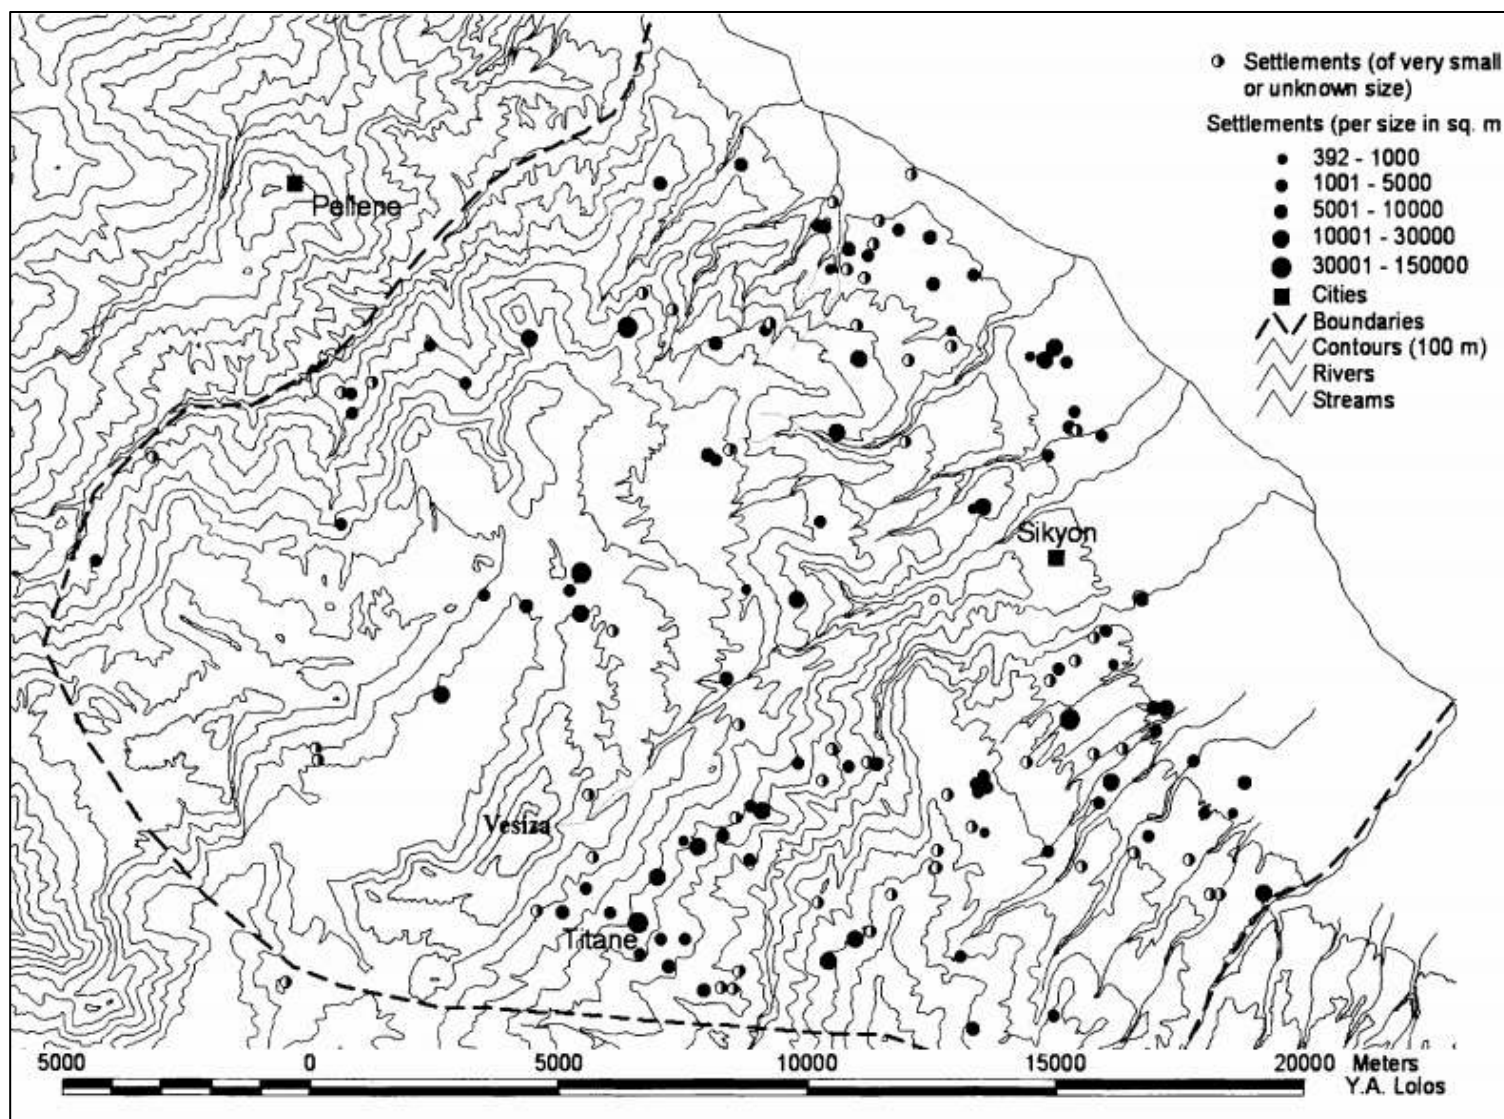 Settlements (of very small
or unknown size)
Settlements (per size in sq. m
392 - 1000
1001 - 5000
5001 - 10000
10001 - 30000
30001 - 150000
Cities
Boundaries
Contours (100 m)
Rivers
Streams
Pellene
Sikyon
Vesiza
Titane
5000 0 5000 10000 15000 20000 Meters
Y.A. Lolos